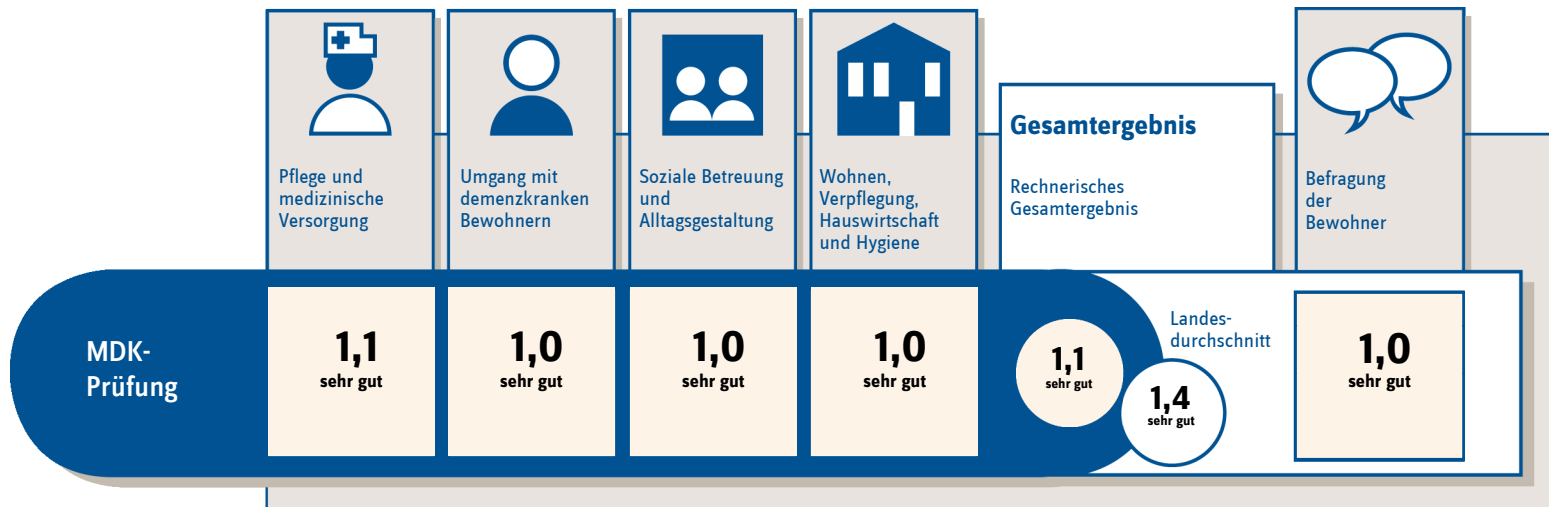 Pflege und
medizinische
Versorgung
Umgang mit
demenzkranken
Bewohnern
Soziale Betreuung
und
Alltagsgestaltung
Wohnen,
Verpflegung,
Hauswirtschaft
und Hygiene
Gesamtergebnis
Rechnerisches
Gesamtergebnis
Befragung
der
Bewohner
MDK-
Prüfung
1,1
sehr gut
1,0
sehr gut
1,0
sehr gut
1,0
sehr gut
1,1
sehr gut
Landes-
durchschnitt
1,4
sehr gut
1,0
sehr gut